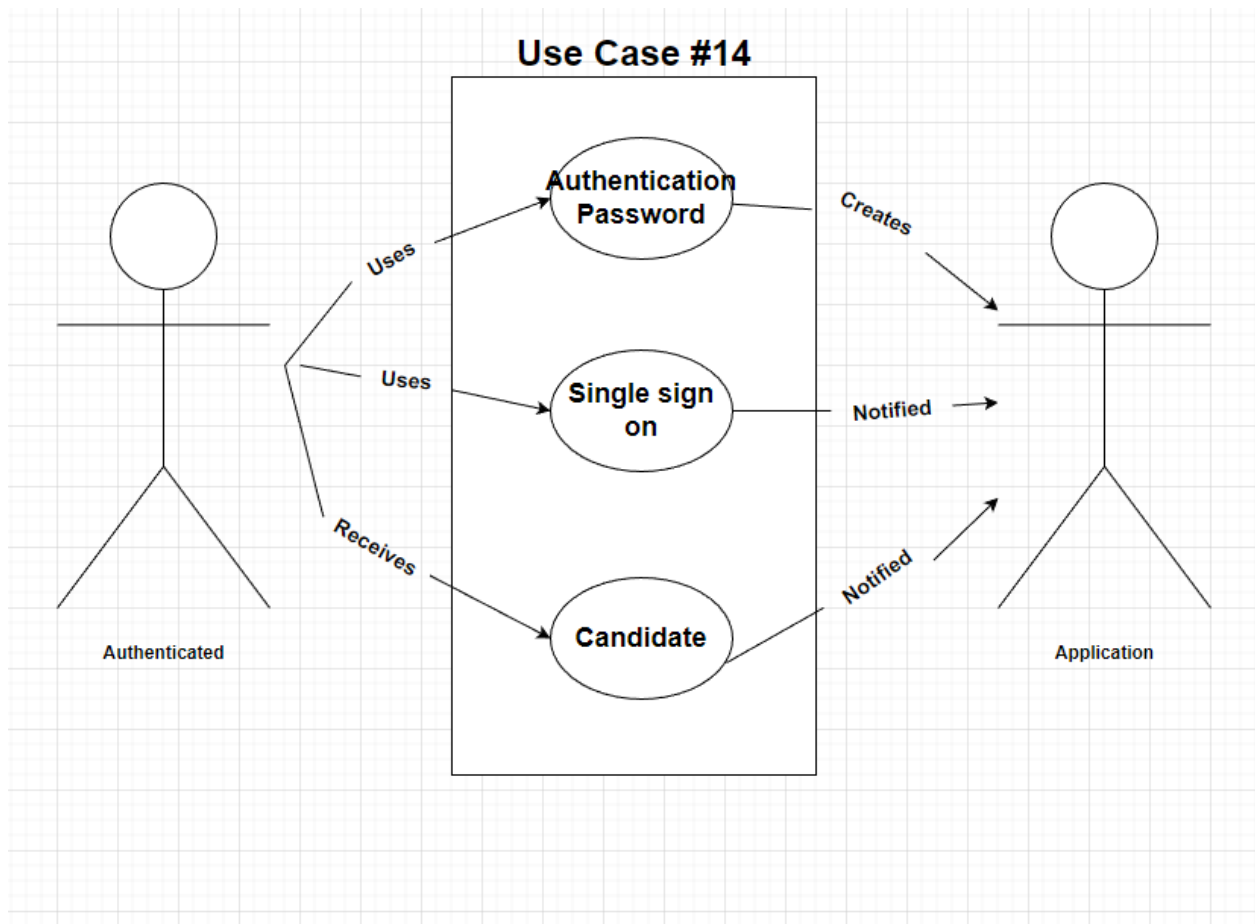 Use Case #14
Authentication
Password
Creates
Uses
Uses
Single sign
on
Notified
Receives
Notified
Candidate
Authenticated
Application